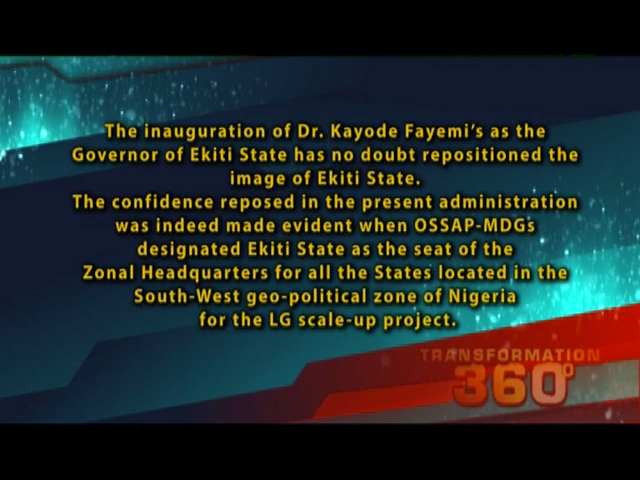 The inauguration of Dr. Kayode Fayemi's as the
Governor of Ekiti State has no doubt repositioned the
image of Ekiti State.
The confidence reposed in the present administration
was indeed made evident when OSSAP-MDGs
designated Ekiti State as the seat of the
Zonal Headquarters for all the States located in the
South-West geo-political zone of Nigeria
for the LG scale-up project.
TRANSFORMATION
360⁰